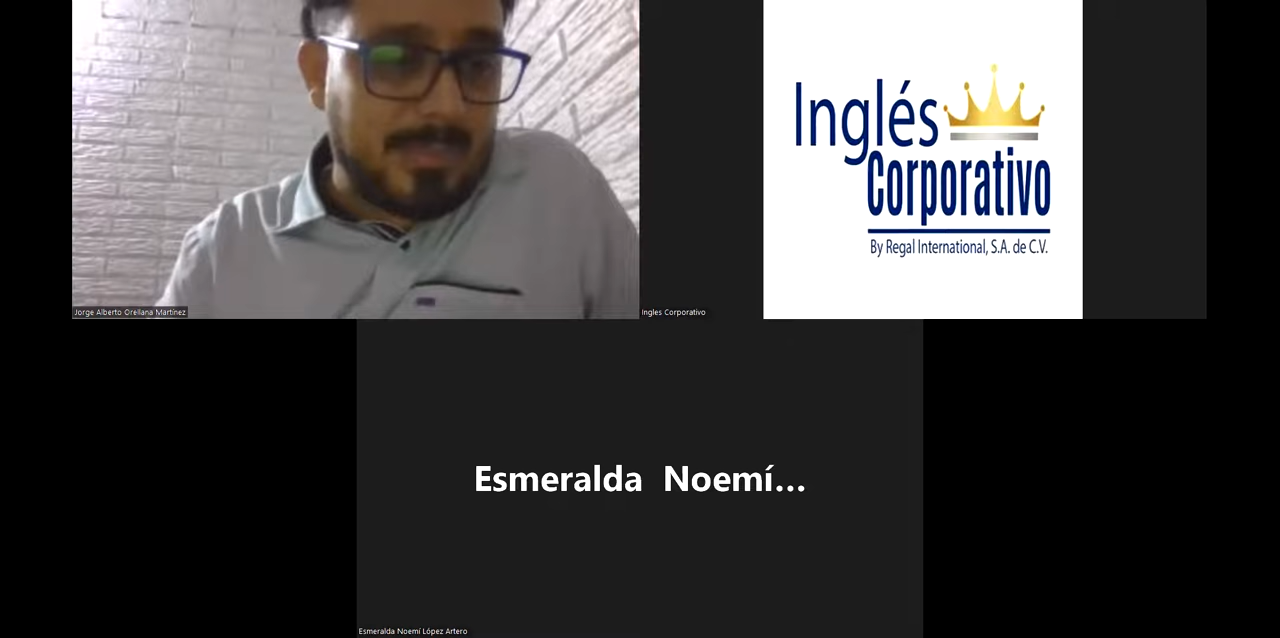 Inglés
Corporativo
By Regal International, S.A. de C.V.
Jorge Alberto Orellana Martínez
Ingles Corporativo
Esmeralda Noemí...
Esmeralda Noemí López Artero